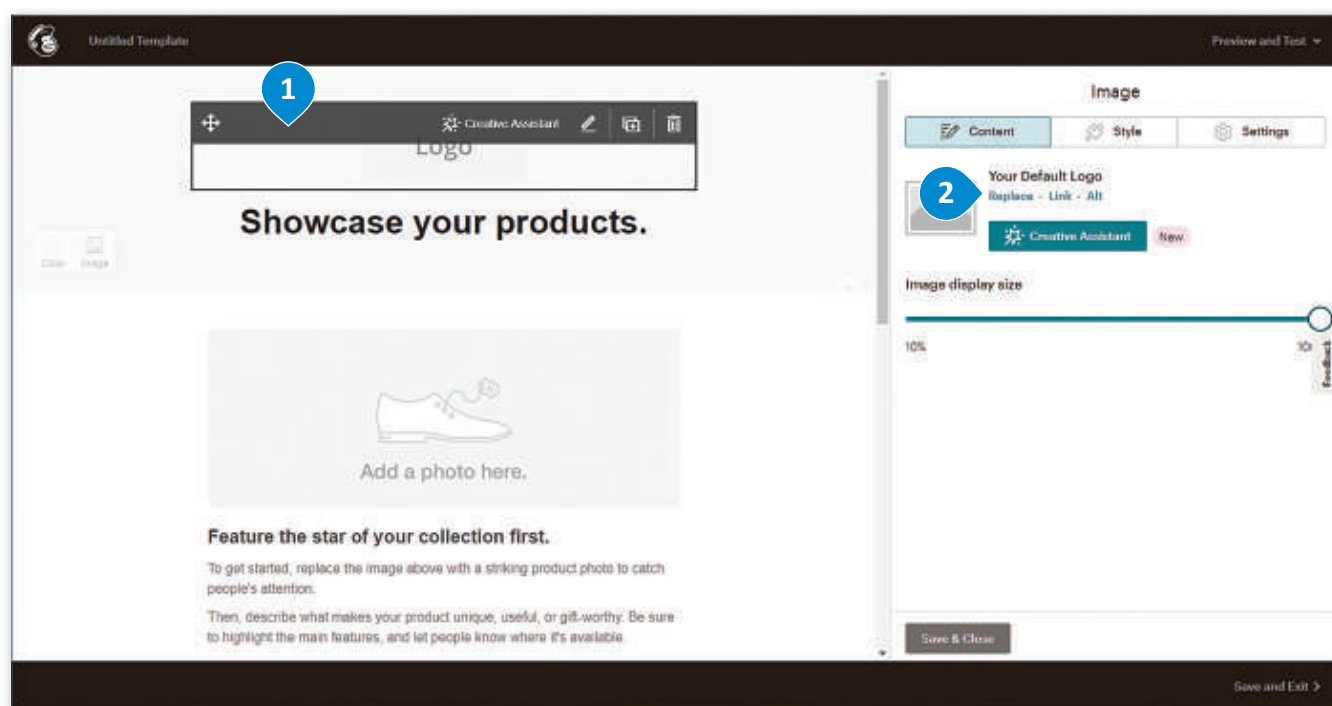 Untitled Template
Preview and Test
1
Creative Assistant
Logo
Showcase your products.
Color Image
Add a photo here.
Feature the star of your collection first.
To get started, replace the image above with a striking product photo to catch
people's attention.
Then, describe what makes your product unique, useful, or gift-worthy. Be sure
to highlight the main features, and let people know where it's available.
Image
Content
Style
Settings
2
Your Default Logo
Replace - Link - Alt
Creative Assistant
New
Image display size
10%
Feedback
Save & Close
Save and Exit